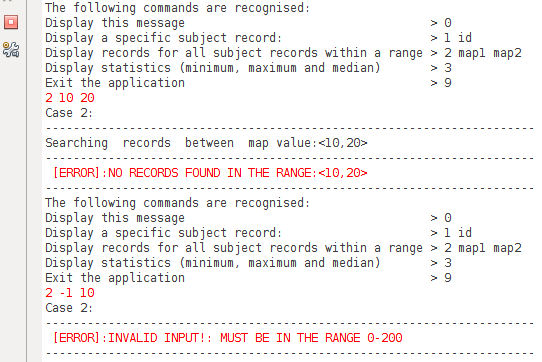 The following commands are recognised:
Display this message > 0
Display a specific subject record: > 1 id
Display records for all subject records within a range > 2 map1 map2
Display statistics (minimum, maximum and median) > 3
Exit the application > 9
2 10 20
Case 2:
--------------------------------------------------------------------
Searching records between map value:<10,20>
--------------------------------------------------------------------
[ERROR]:NO RECORDS FOUND IN THE RANGE:<10,20>
--------------------------------------------------------------------
The following commands are recognised:
Display this message > 0
Display a specific subject record: > 1 id
Display records for all subject records within a range > 2 map1 map2
Display statistics (minimum, maximum and median) > 3
Exit the application > 9
2 -1 10
Case 2:
--------------------------------------------------------------------
[ERROR]:INVALID INPUT!: MUST BE IN THE RANGE 0-200
--------------------------------------------------------------------